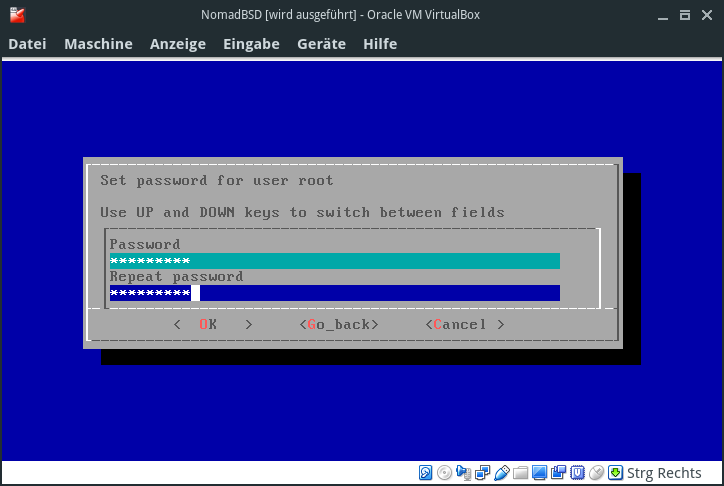 NomadBSD [wird ausgeführt] - Oracle VM VirtualBox
Datei Maschine Anzeige Eingabe Geräte Hilfe
Set password for user root
Use UP and DOWN keys to switch between fields
Password
*********
Repeat password
*********
< OK > <Go_back> <Cancel >
Strg Rechts